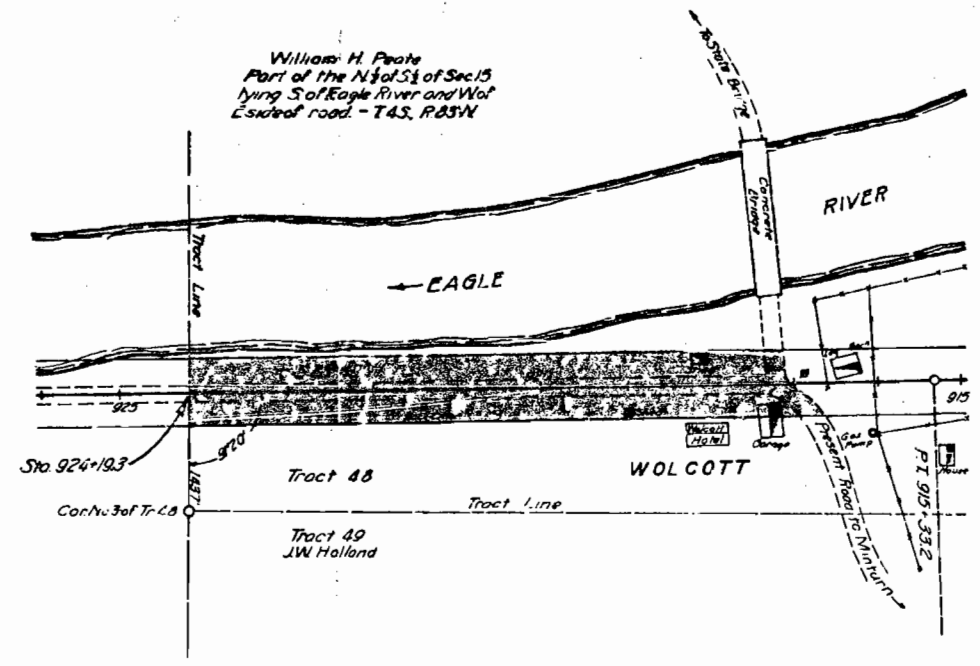 William H. Peate
Part of the N½ of S½ of Sec 15
lying S. of Eagle River and W of
E side of road. - T4S, R83W
To State Bridge
Concrete
Bridge
RIVER
Tract Line
EAGLE
925
915
Sta. 924+19.3
Wolcott
Hotel
Garage
Gas
Pump
House
Tract 48
WOLCOTT
Present Road to Minturn
P.I. 915+33.2
Cor. No 3 of Tr. 48
Tract Line
Tract 49
J.W. Holland